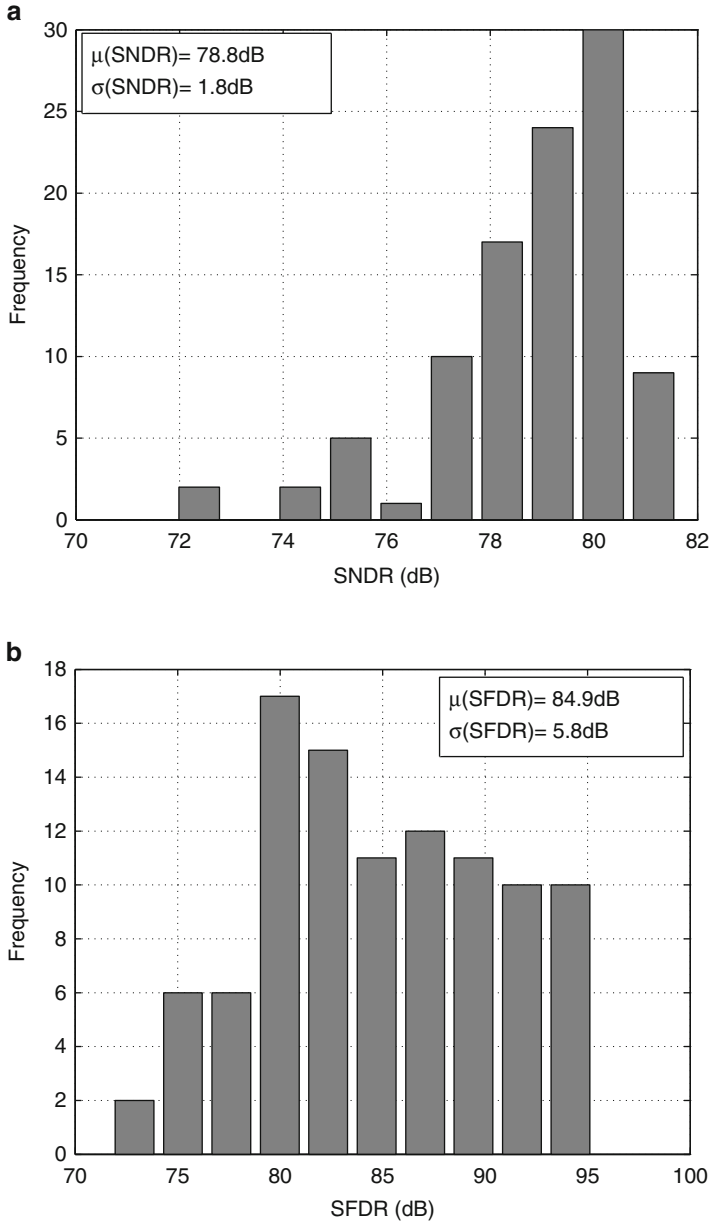 a
30
25
20
15
10
5
0
Frequency
μ(SNDR)= 78.8dB
σ(SNDR)= 1.8dB
70 72 74 76 78 80 82
SNDR (dB)
b
18
16
14
12
10
8
6
4
2
0
Frequency
μ(SFDR)= 84.9dB
σ(SFDR)= 5.8dB
70 75 80 85 90 95 100
SFDR (dB)